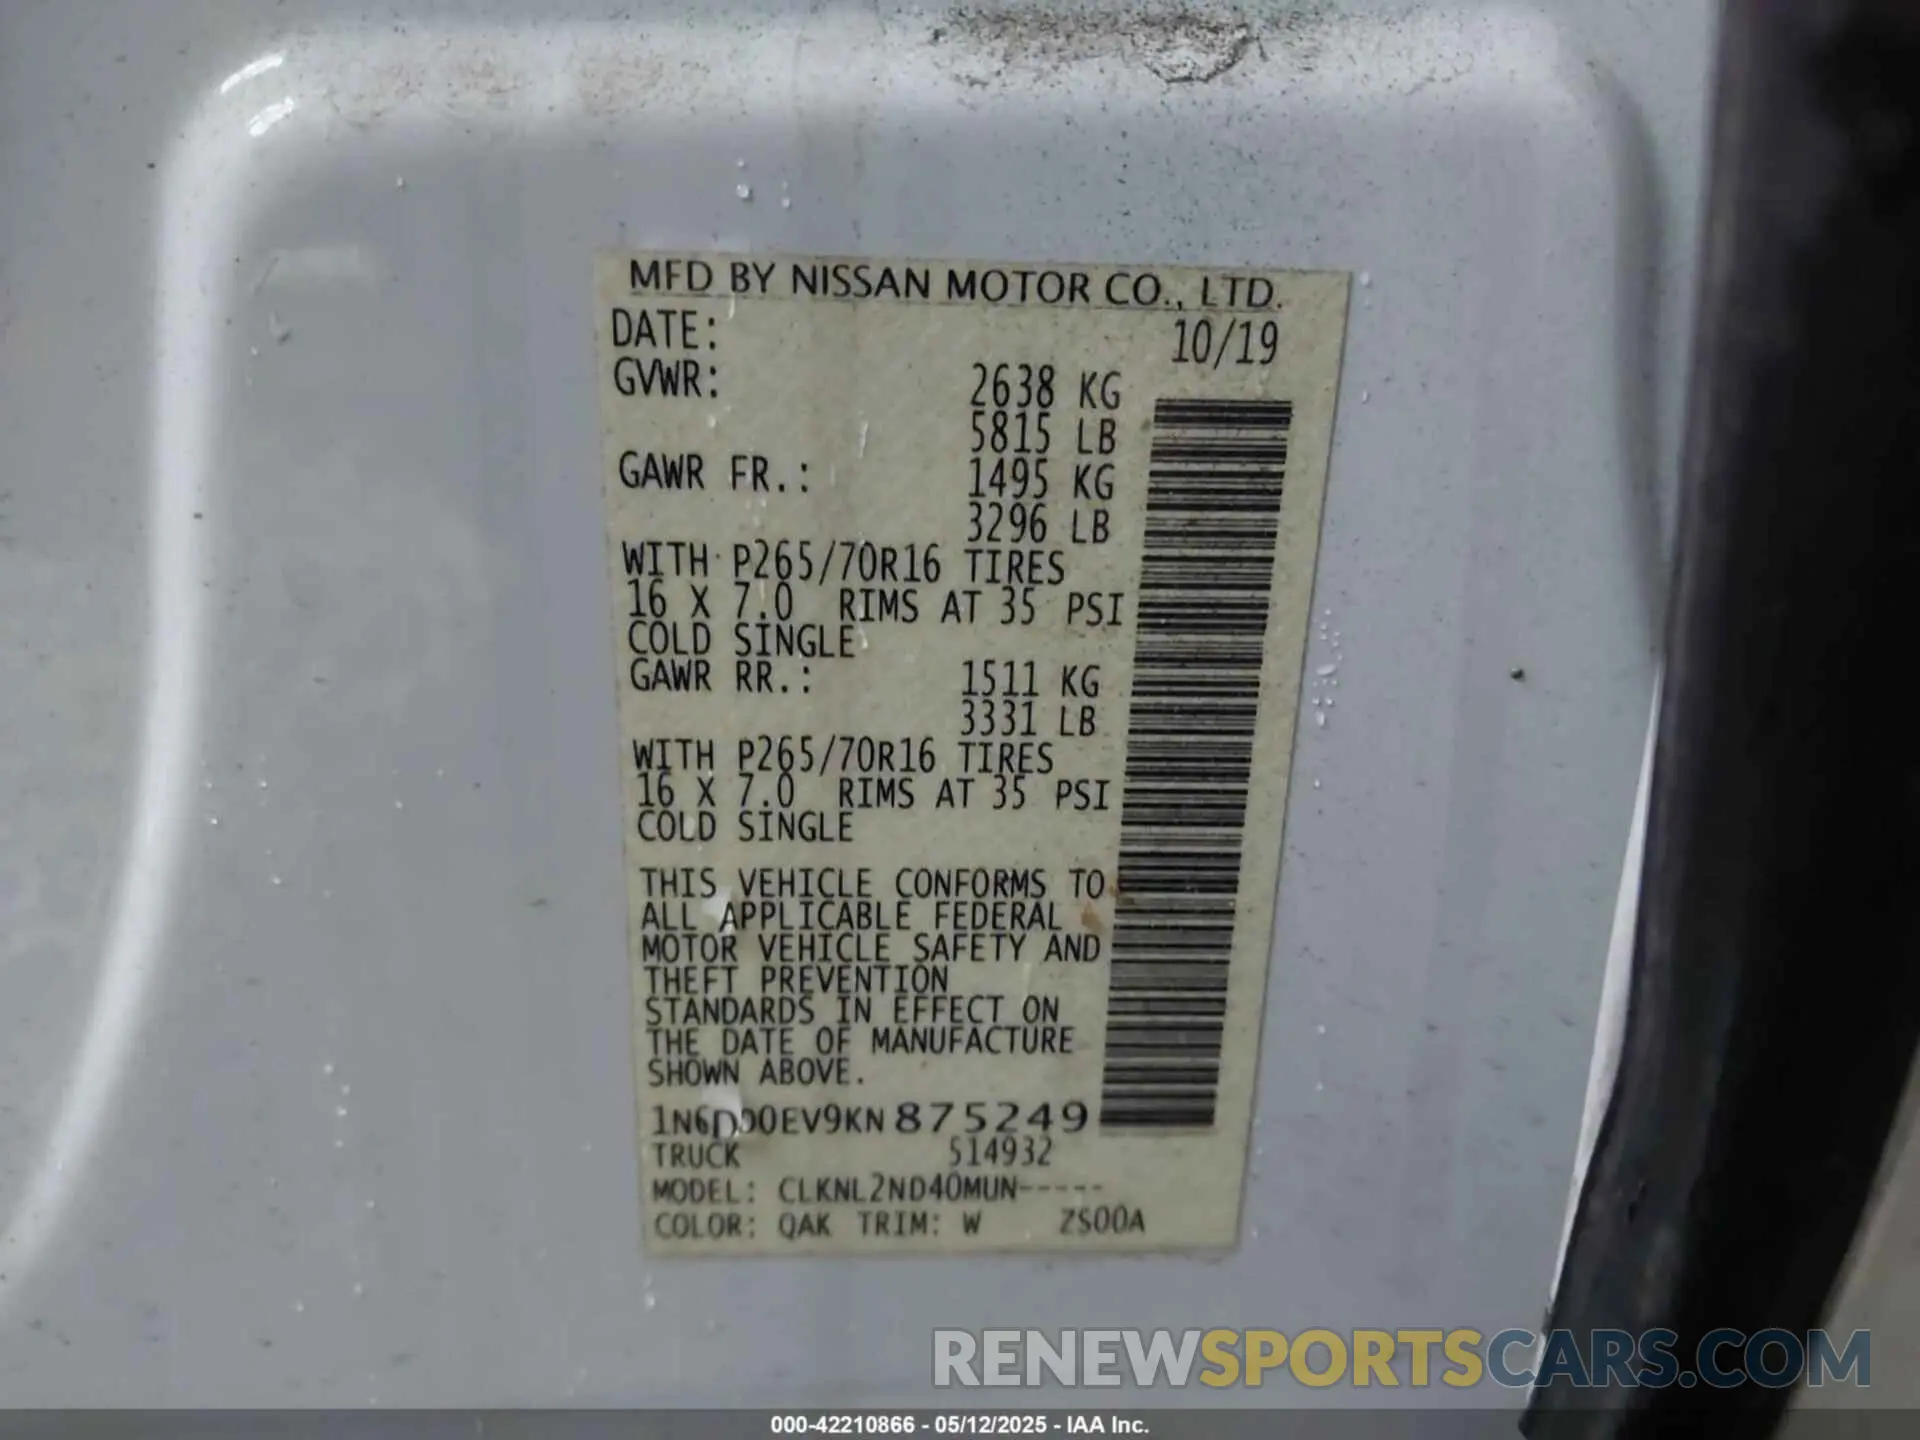 MFD BY NISSAN MOTOR CO., LTD.
DATE: 10/19
GVWR: 2638 KG
5815 LB
GAWR FR.: 1495 KG
3296 LB
WITH P265/70R16 TIRES
16 X 7.0 RIMS AT 35 PSI
COLD SINGLE
GAWR RR.: 1511 KG
3331 LB
WITH P265/70R16 TIRES
16 X 7.0 RIMS AT 35 PSI
COLD SINGLE
THIS VEHICLE CONFORMS TO
ALL APPLICABLE FEDERAL
MOTOR VEHICLE SAFETY AND
THEFT PREVENTION
STANDARDS IN EFFECT ON
THE DATE OF MANUFACTURE
SHOWN ABOVE.
1N6DD0EV9KN875249
TRUCK 514932
MODEL: CLKNL2ND40MUN-----
COLOR: QAK TRIM: W ZS00A
RENEWSPORTSCARS.COM
000-42210866 - 05/12/2025 - IAA Inc.